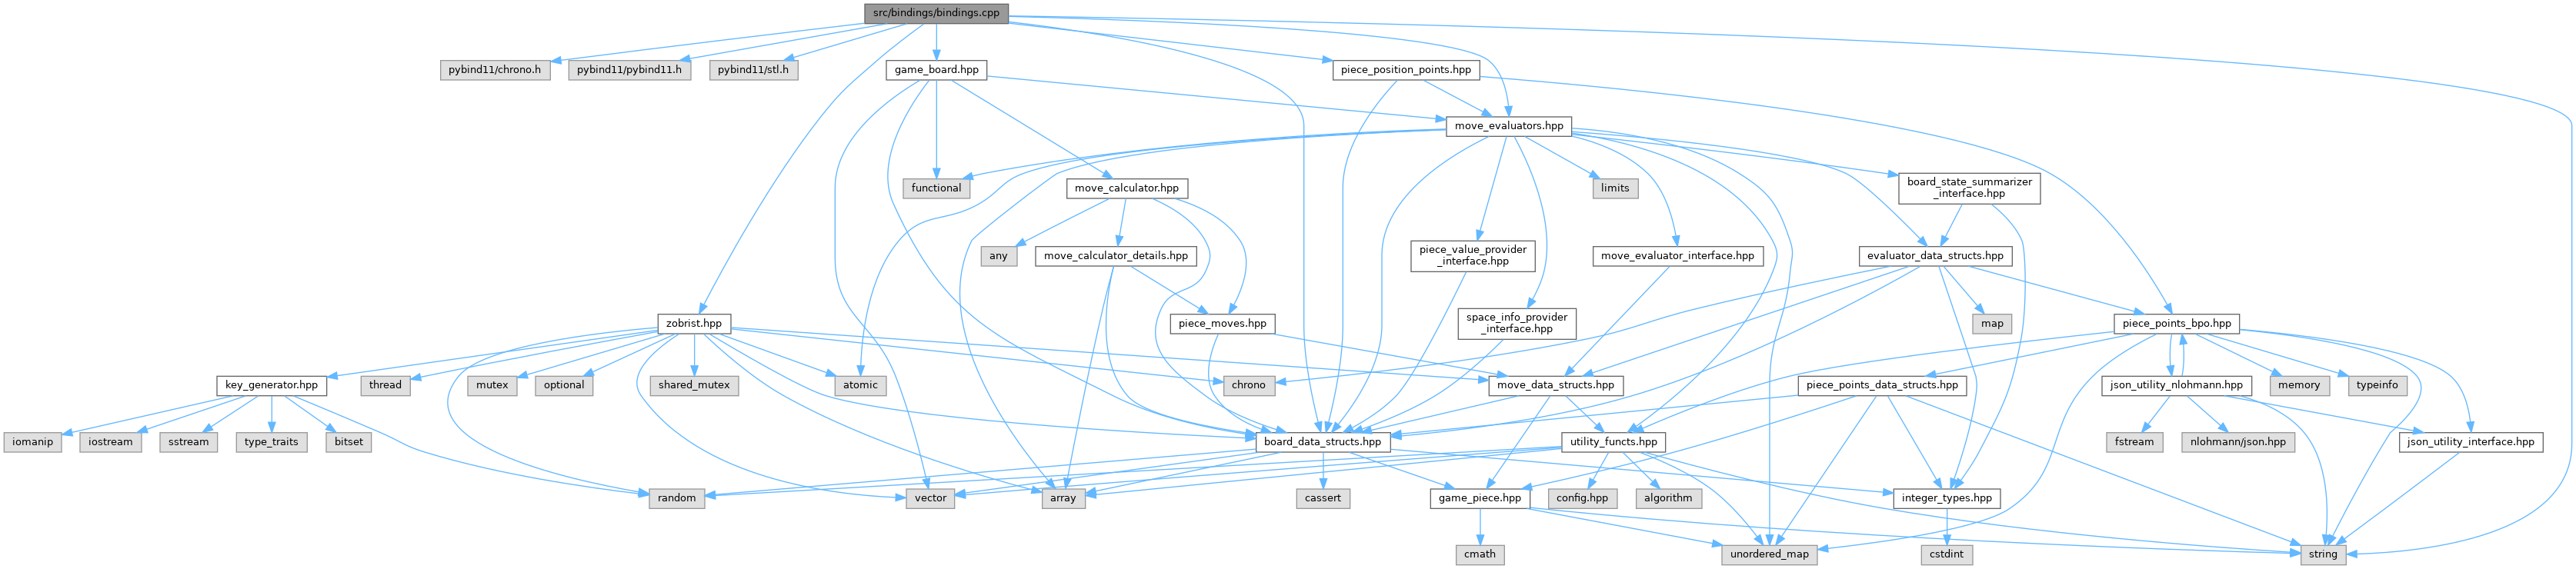 src/bindings/bindings.cpp
pybind11/chrono.h
pybind11/pybind11.h
pybind11/stl.h
game_board.hpp
piece_position_points.hpp
move_evaluators.hpp
functional
move_calculator.hpp
limits
board_state_summarizer
_interface.hpp
any
move_calculator_details.hpp
piece_value_provider
_interface.hpp
move_evaluator_interface.hpp
evaluator_data_structs.hpp
zobrist.hpp
piece_moves.hpp
space_info_provider
_interface.hpp
map
piece_points_bpo.hpp
key_generator.hpp
thread
mutex
optional
shared_mutex
atomic
chrono
move_data_structs.hpp
piece_points_data_structs.hpp
json_utility_nlohmann.hpp
memory
typeinfo
iomanip
iostream
sstream
type_traits
bitset
board_data_structs.hpp
utility_functs.hpp
fstream
nlohmann/json.hpp
json_utility_interface.hpp
random
vector
array
cassert
game_piece.hpp
config.hpp
algorithm
integer_types.hpp
cmath
unordered_map
cstdint
string